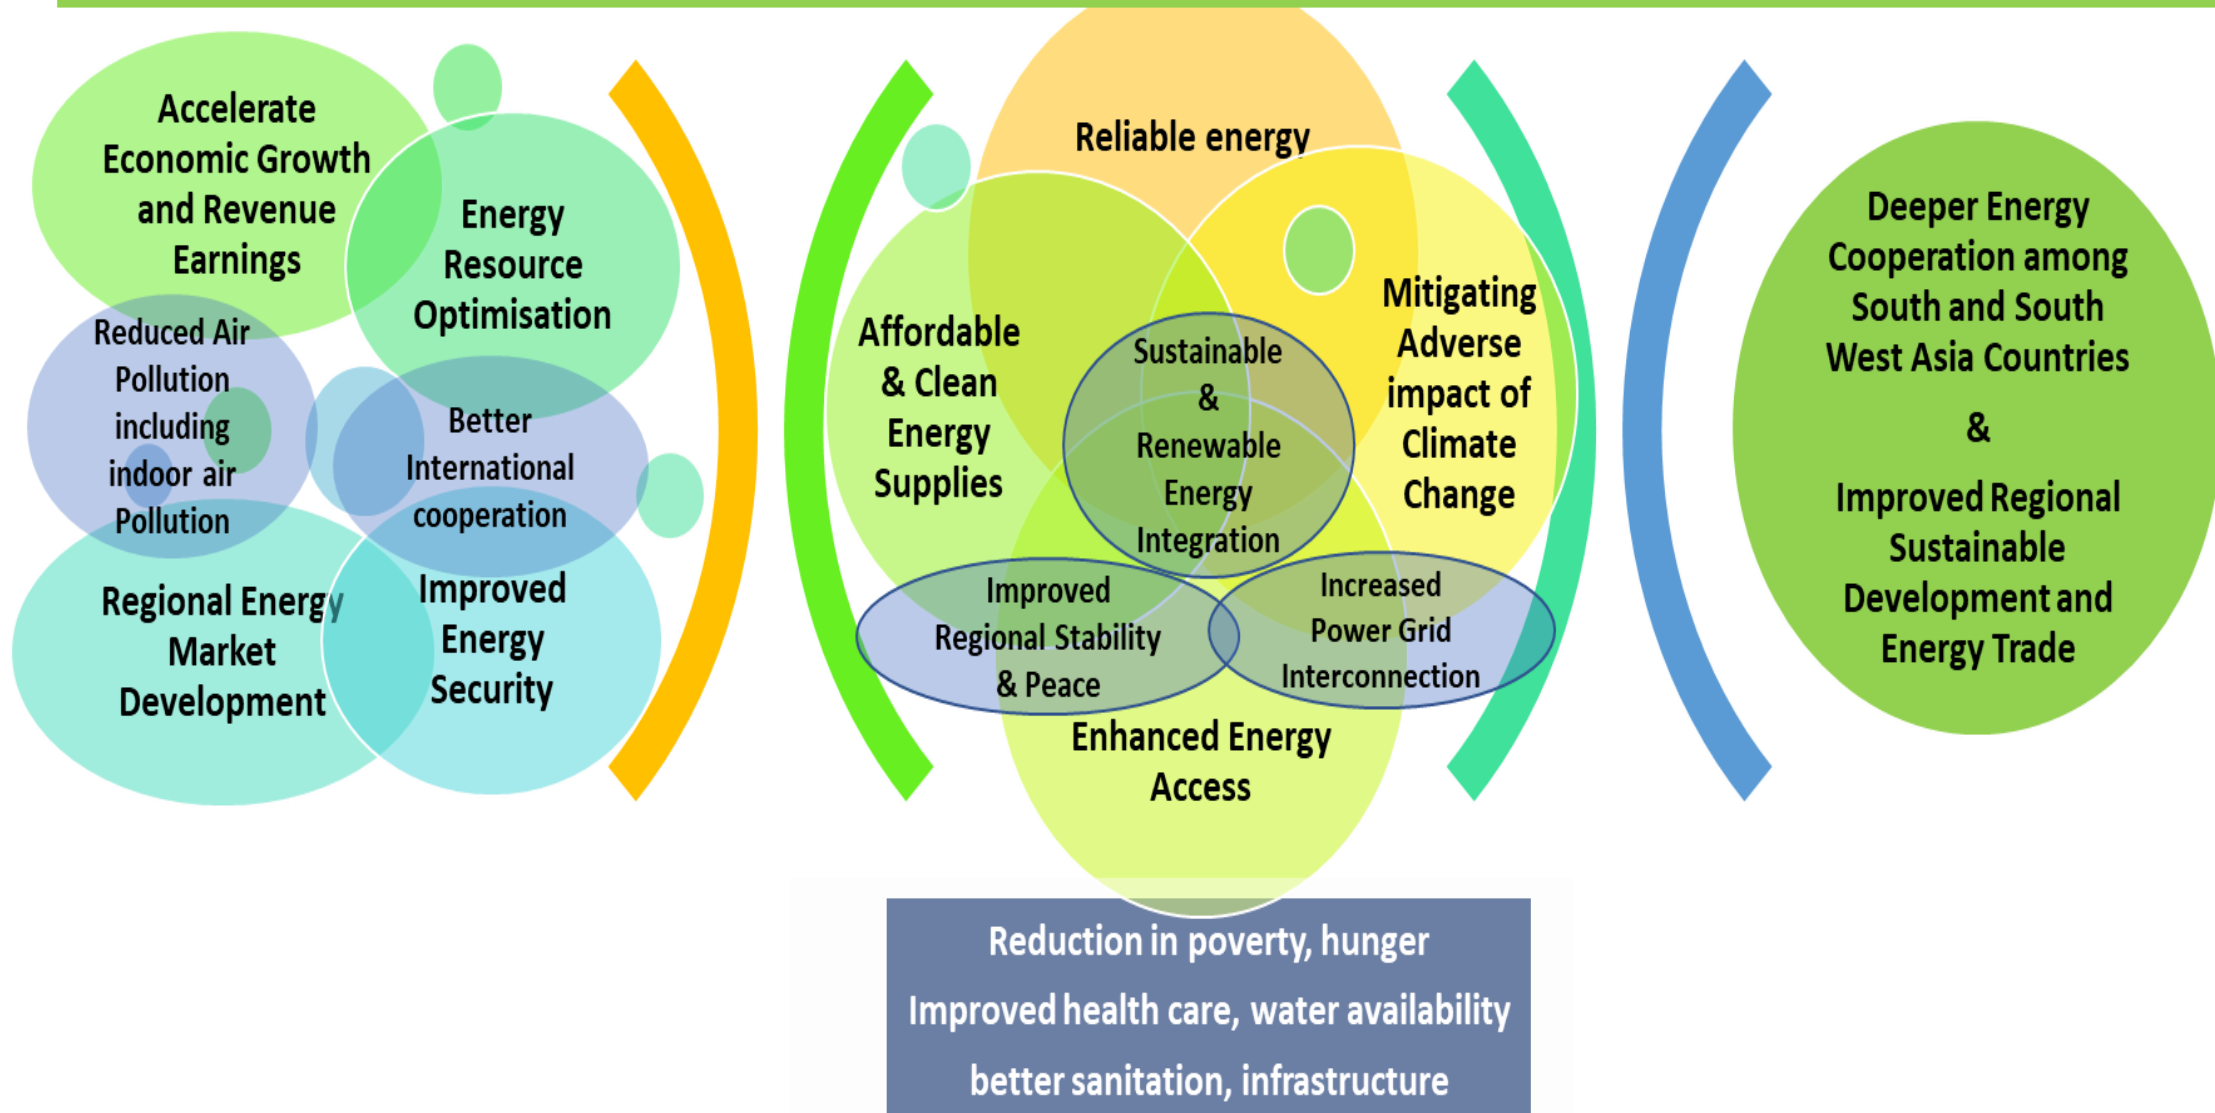 Accelerate
Economic Growth
and Revenue
Earnings
Energy
Resource
Optimisation
Reduced Air
Pollution
including
indoor air
Pollution
Better
International
cooperation
Regional Energy
Market
Development
Improved
Energy
Security
Reliable energy
Affordable
& Clean
Energy
Supplies
Sustainable
&
Renewable
Energy
Integration
Mitigating
Adverse
impact of
Climate
Change
Improved
Regional Stability
& Peace
Increased
Power Grid
Interconnection
Enhanced Energy
Access
Reduction in poverty, hunger
Improved health care, water availability
better sanitation, infrastructure
Deeper Energy
Cooperation among
South and South
West Asia Countries
&
Improved Regional
Sustainable
Development and
Energy Trade